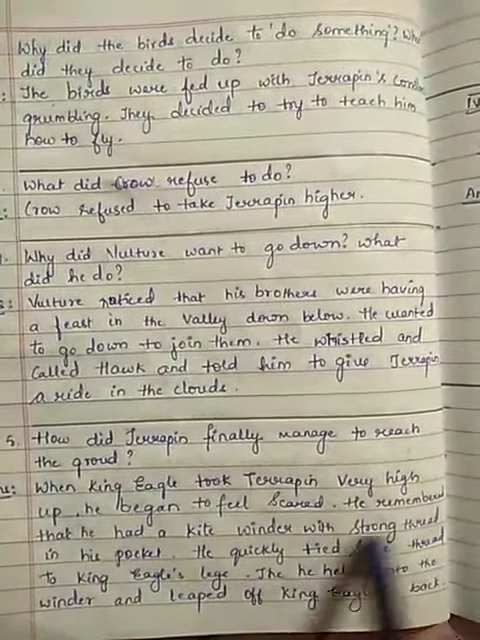 Why did the birds decide to 'do something'? Wha
did they decide to do?
: The birds were fed up with Terrapin's
grumbling. They decided to try to teach him
how to fly.
What did Crow refuse to do?
: Crow refused to take Terrapin higher.
Why did Vulture want to go down? What
did he do?
: Vulture noticed that his brothers were having
a feast in the valley down below. He wanted
to go down to join them. He whistled and
called Hawk and told him to give Terrapin
a ride in the clouds.
5. How did Terrapin finally manage to reach
the groud?
ns: When King Eagle took Terrapin very high
up, he began to feel scared. He remembered
that he had a kite winder with strong thread
in his pocket. He quickly tied thread
to King Eagle's legs. The he hel to the
winder and leaped off King Eagl back.